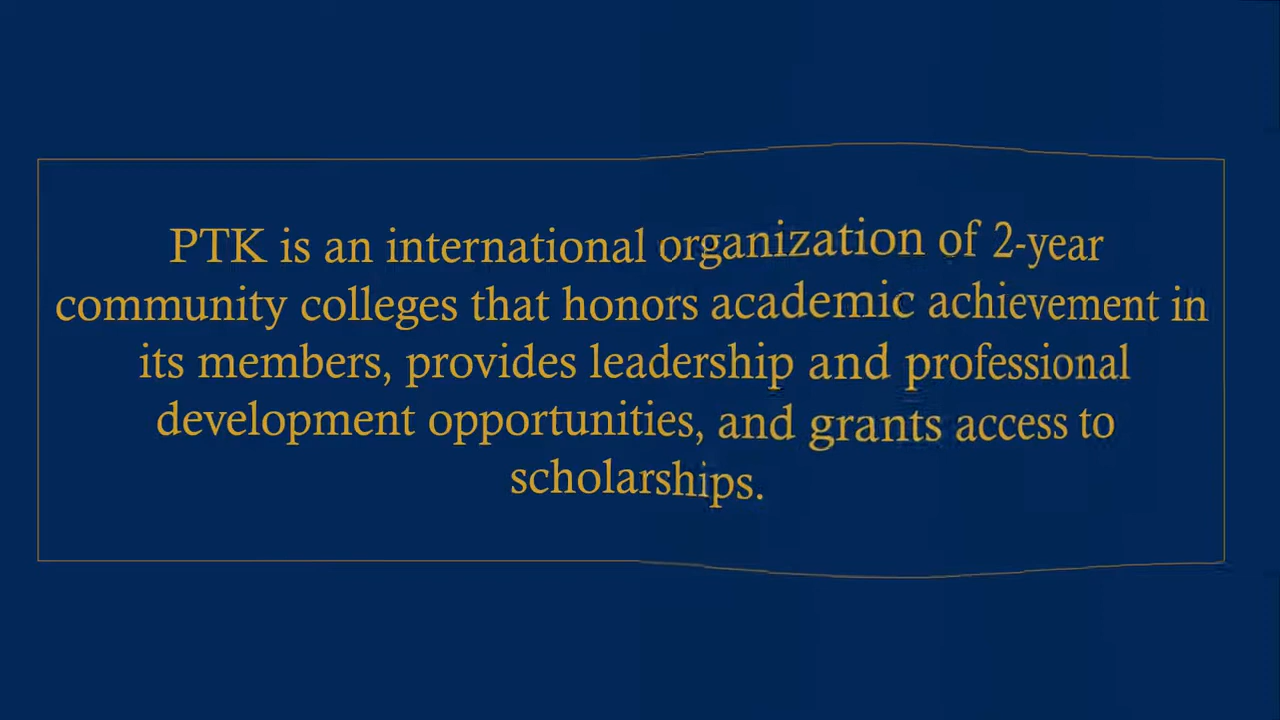 PTK is an international organization of 2-year
community colleges that honors academic achievement in
its members, provides leadership and professional
development opportunities, and grants access to
scholarships.